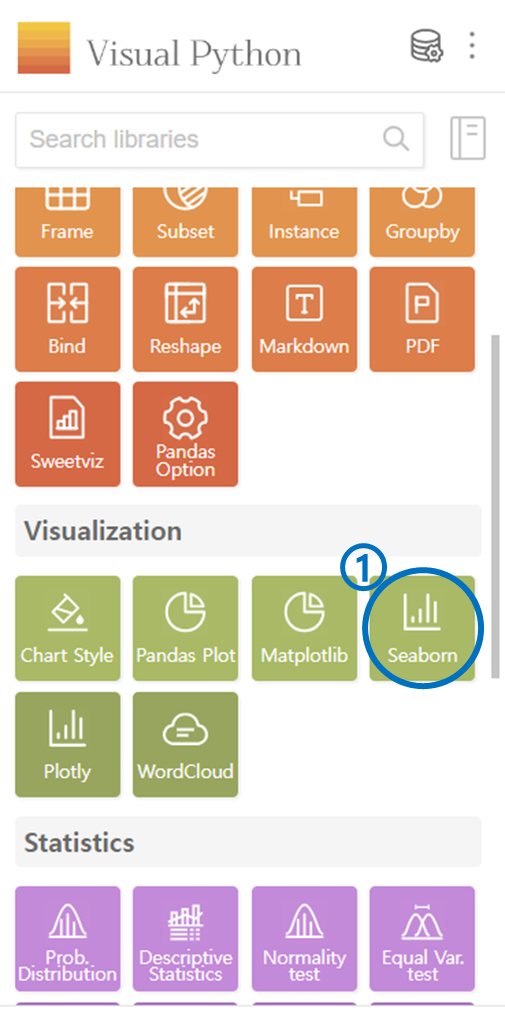 Visual Python
Search libraries
Frame
Subset
Instance
Groupby
Bind
Reshape
Markdown
PDF
Sweetviz
Pandas
Option
Visualization
1
Chart Style
Pandas Plot
Matplotlib
Seaborn
Plotly
WordCloud
Statistics
Prob.
Distribution
Descriptive
Statistics
Normality
test
Equal Var.
test